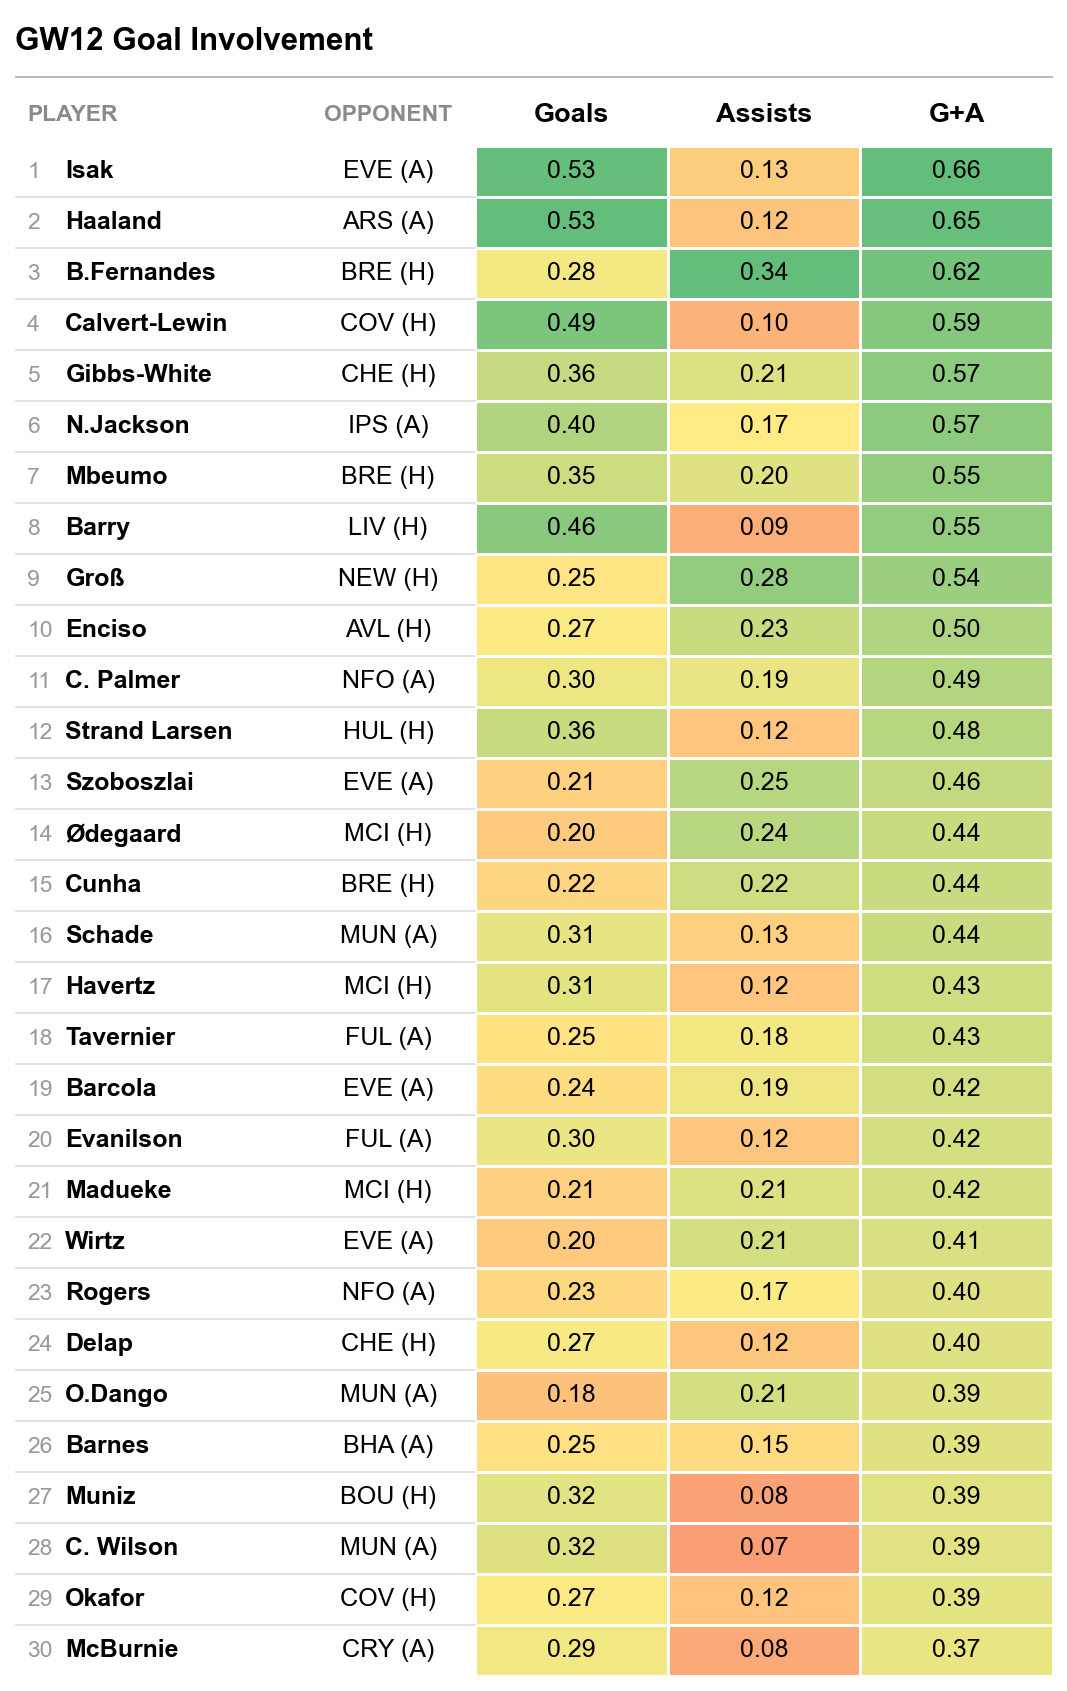 GW12 Goal Involvement
PLAYER OPPONENT Goals Assists G+A
1 Isak EVE (A) 0.53 0.13 0.66
2 Haaland ARS (A) 0.53 0.12 0.65
3 B.Fernandes BRE (H) 0.28 0.34 0.62
4 Calvert-Lewin COV (H) 0.49 0.10 0.59
5 Gibbs-White CHE (H) 0.36 0.21 0.57
6 N.Jackson IPS (A) 0.40 0.17 0.57
7 Mbeumo BRE (H) 0.35 0.20 0.55
8 Barry LIV (H) 0.46 0.09 0.55
9 Groß NEW (H) 0.25 0.28 0.54
10 Enciso AVL (H) 0.27 0.23 0.50
11 C. Palmer NFO (A) 0.30 0.19 0.49
12 Strand Larsen HUL (H) 0.36 0.12 0.48
13 Szoboszlai EVE (A) 0.21 0.25 0.46
14 Ødegaard MCI (H) 0.20 0.24 0.44
15 Cunha BRE (H) 0.22 0.22 0.44
16 Schade MUN (A) 0.31 0.13 0.44
17 Havertz MCI (H) 0.31 0.12 0.43
18 Tavernier FUL (A) 0.25 0.18 0.43
19 Barcola EVE (A) 0.24 0.19 0.42
20 Evanilson FUL (A) 0.30 0.12 0.42
21 Madueke MCI (H) 0.21 0.21 0.42
22 Wirtz EVE (A) 0.20 0.21 0.41
23 Rogers NFO (A) 0.23 0.17 0.40
24 Delap CHE (H) 0.27 0.12 0.40
25 O.Dango MUN (A) 0.18 0.21 0.39
26 Barnes BHA (A) 0.25 0.15 0.39
27 Muniz BOU (H) 0.32 0.08 0.39
28 C. Wilson MUN (A) 0.32 0.07 0.39
29 Okafor COV (H) 0.27 0.12 0.39
30 McBurnie CRY (A) 0.29 0.08 0.37